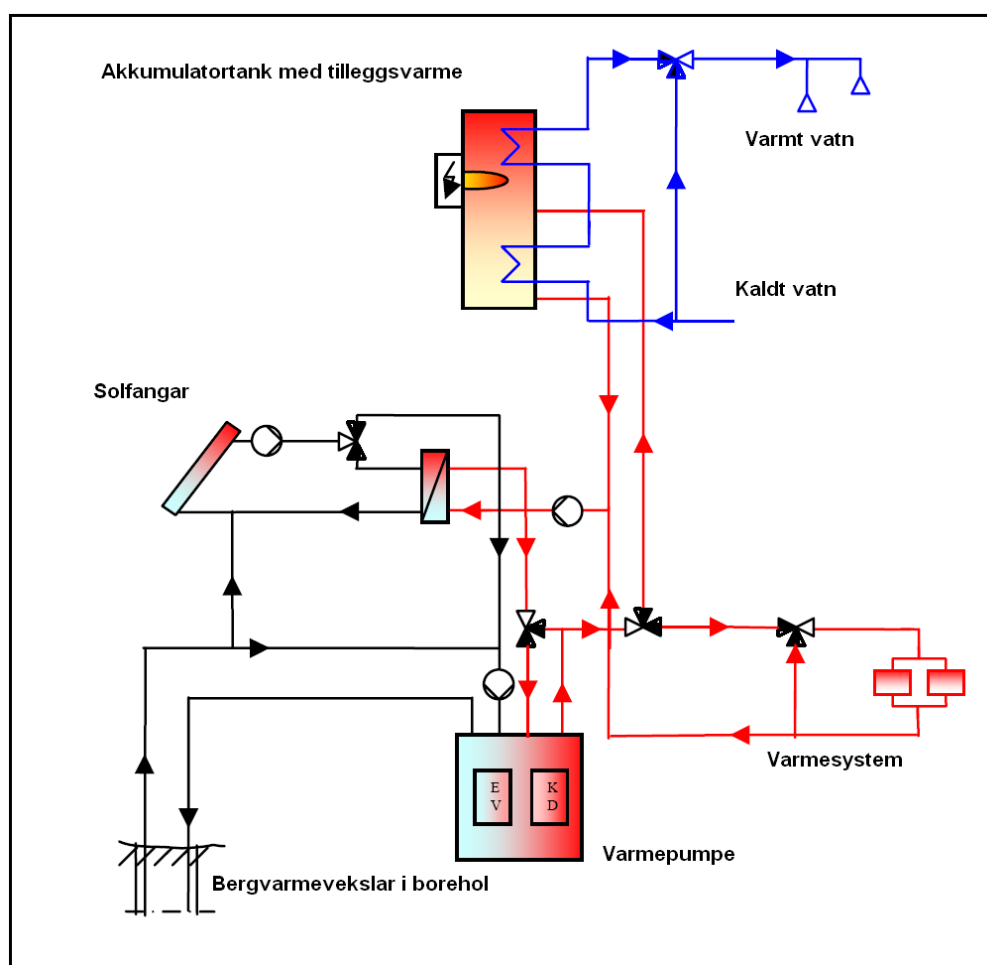 Akkumulatortank med tilleggsvarme
Varmt vatn
Kaldt vatn
Solfangar
E
V
K
D
Varmesystem
Varmepumpe
Bergvarmevekslar i borehol